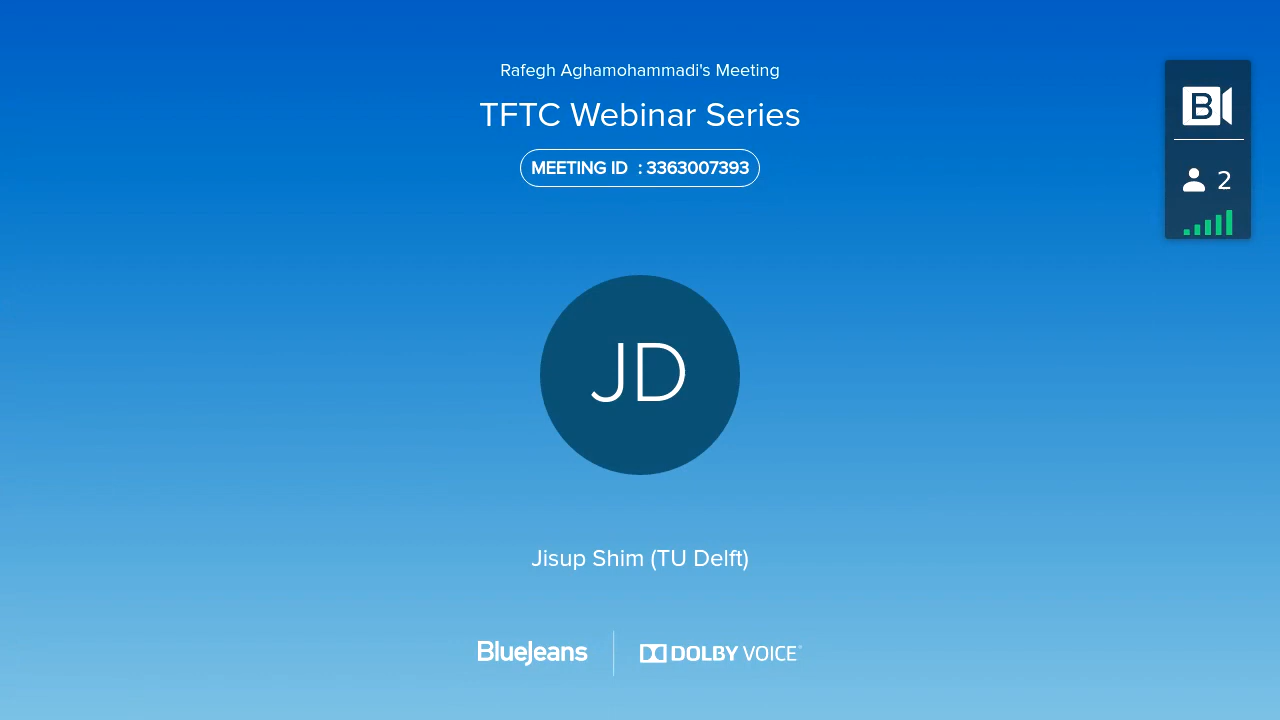 Rafegh Aghamohammadi's Meeting
TFTC Webinar Series
MEETING ID : 3363007393
B
2
JD
Jisup Shim (TU Delft)
BlueJeans
DOLBY VOICE